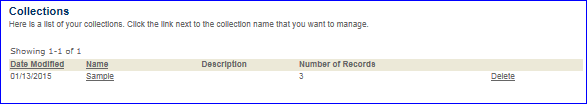 Collections
Here is a list of your collections. Click the link next to the collection name that you want to manage.
Showing 1-1 of 1
Date Modified Name Description Number of Records
01/13/2015 Sample 3 Delete